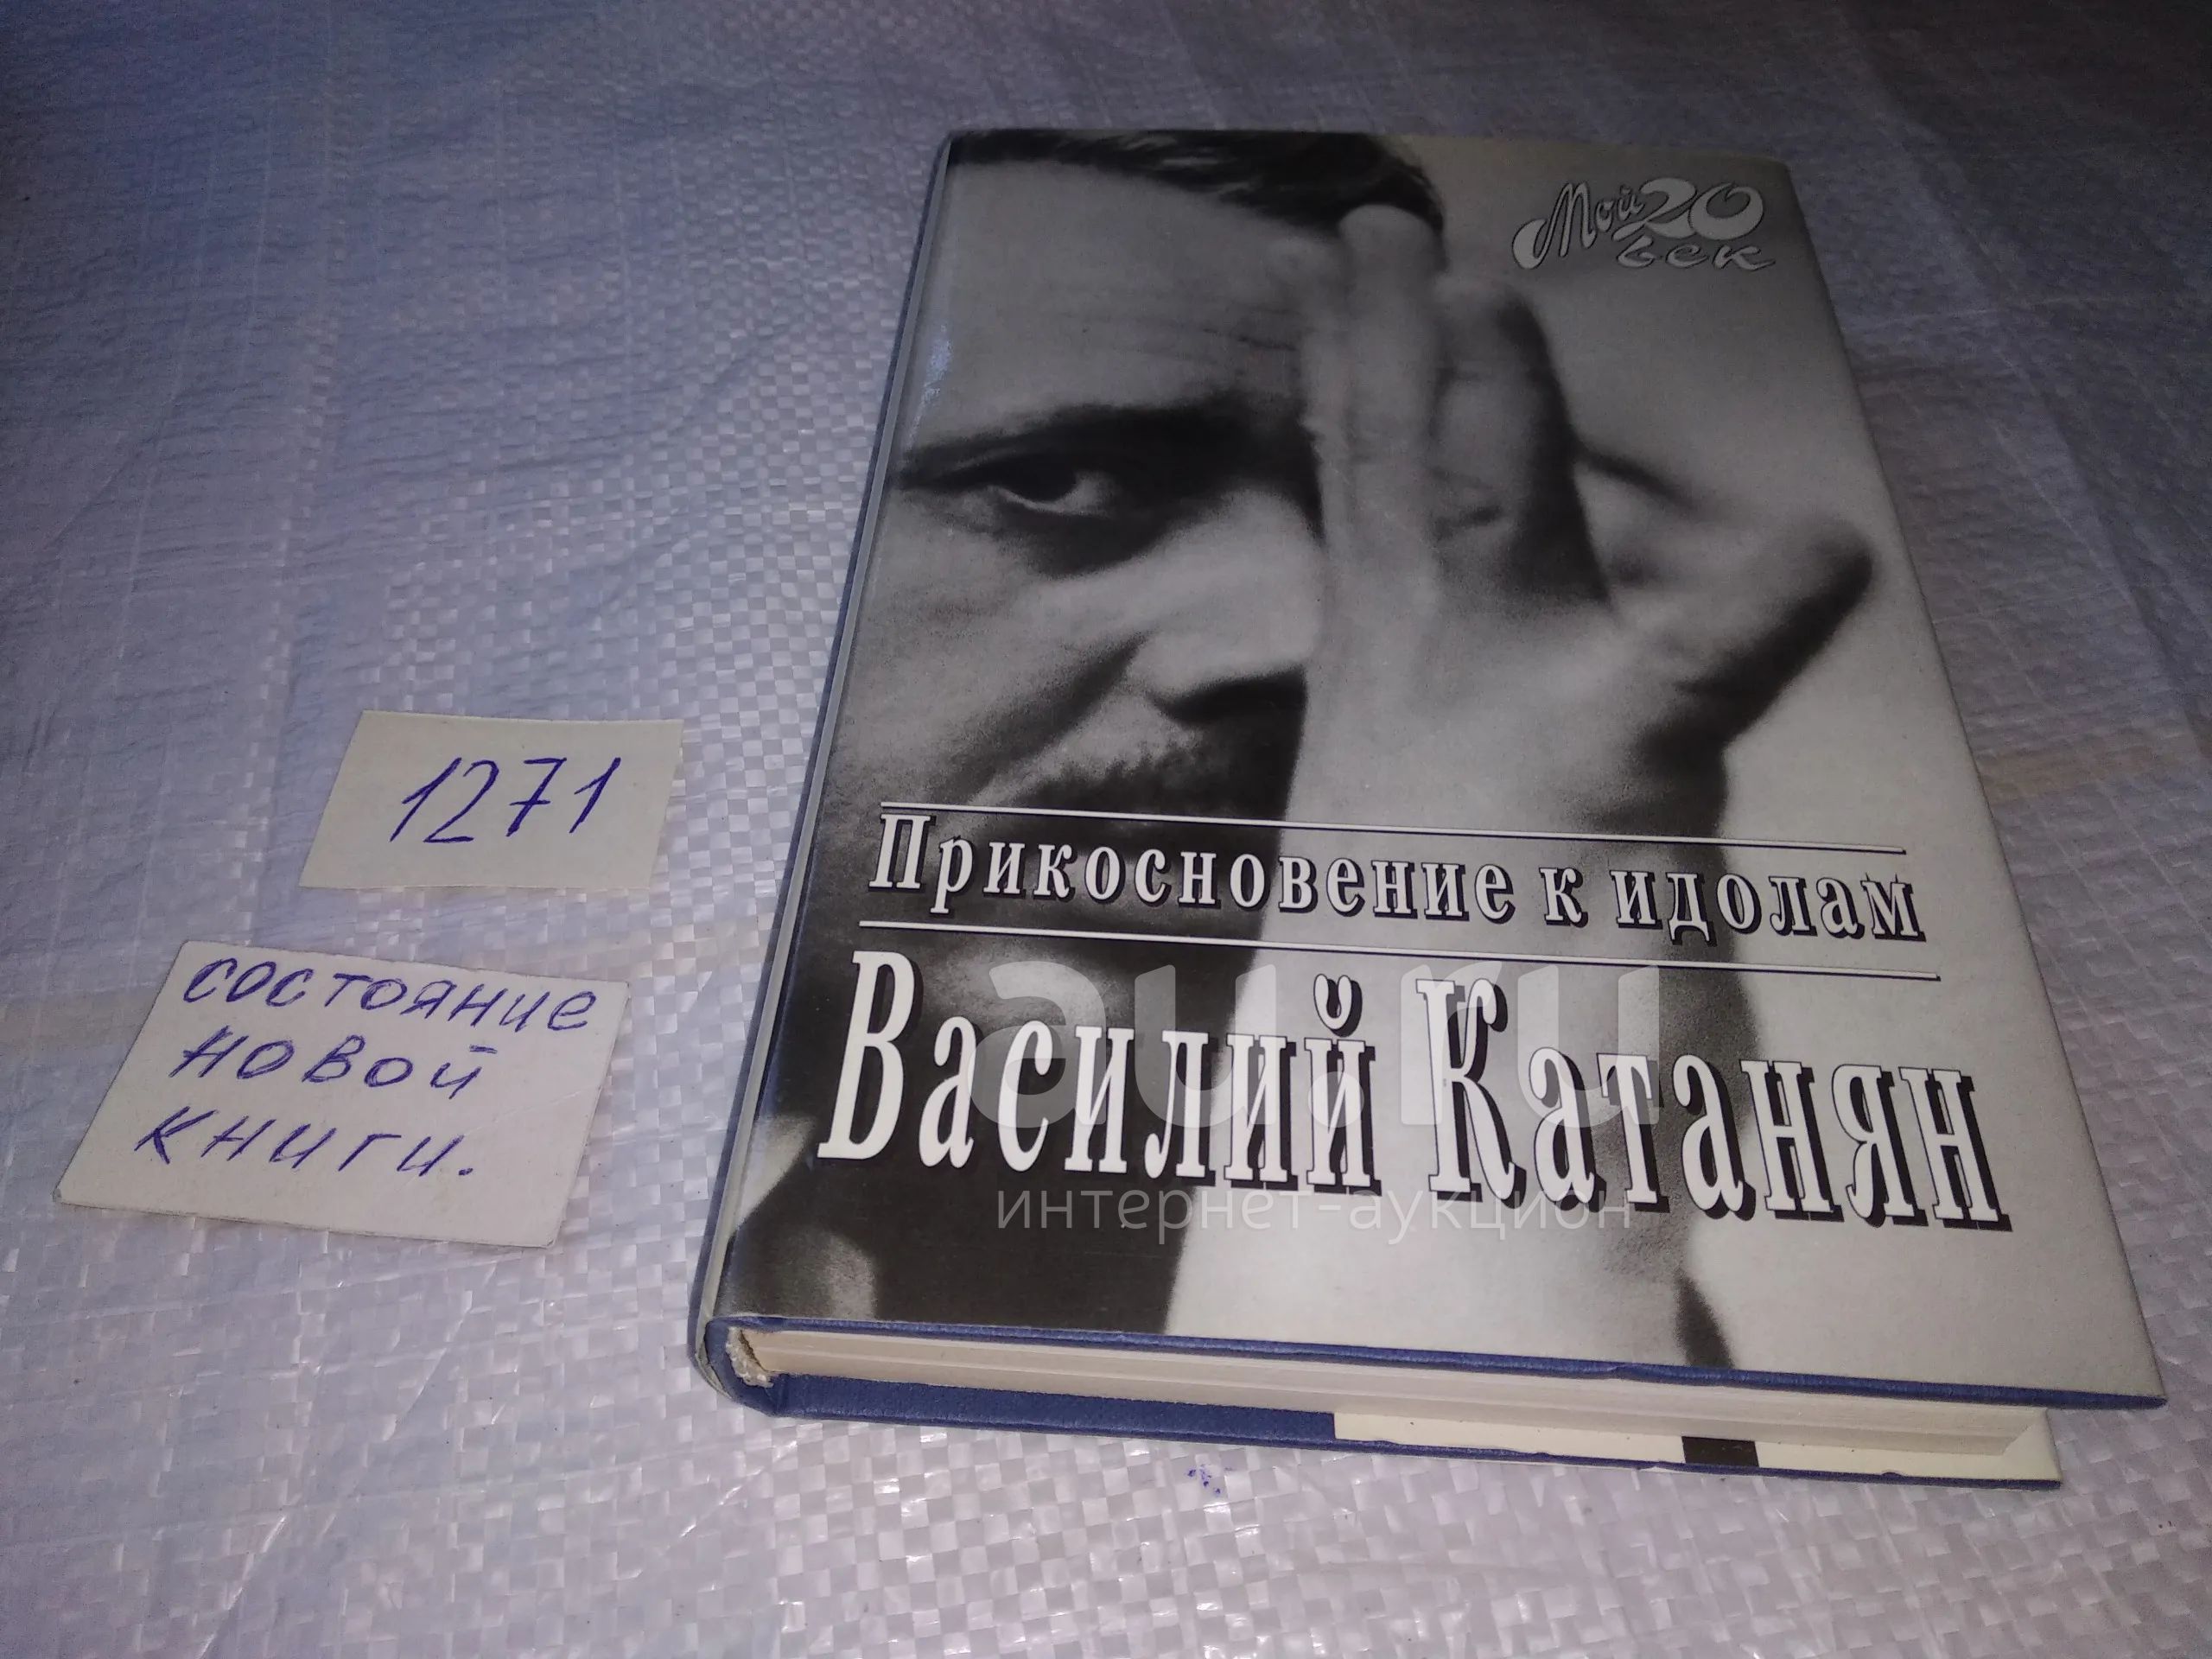 Мой 20
век
Прикосновение к идолам
Василий Катанян
au.ru
интернет-аукцион
1271
состояние
новой
книги.